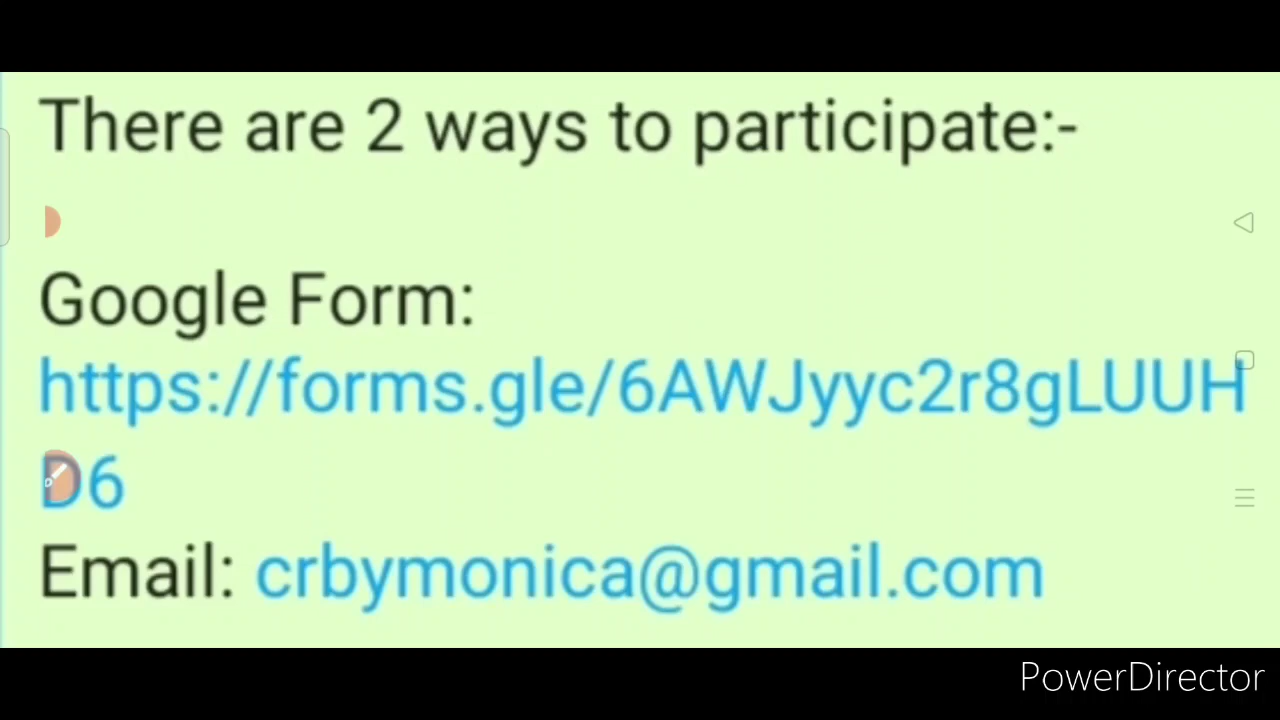 There are 2 ways to participate:-
Google Form:
https://forms.gle/6AWJyyc2r8gLUUH
D6
Email: crbymonica@gmail.com
PowerDirector